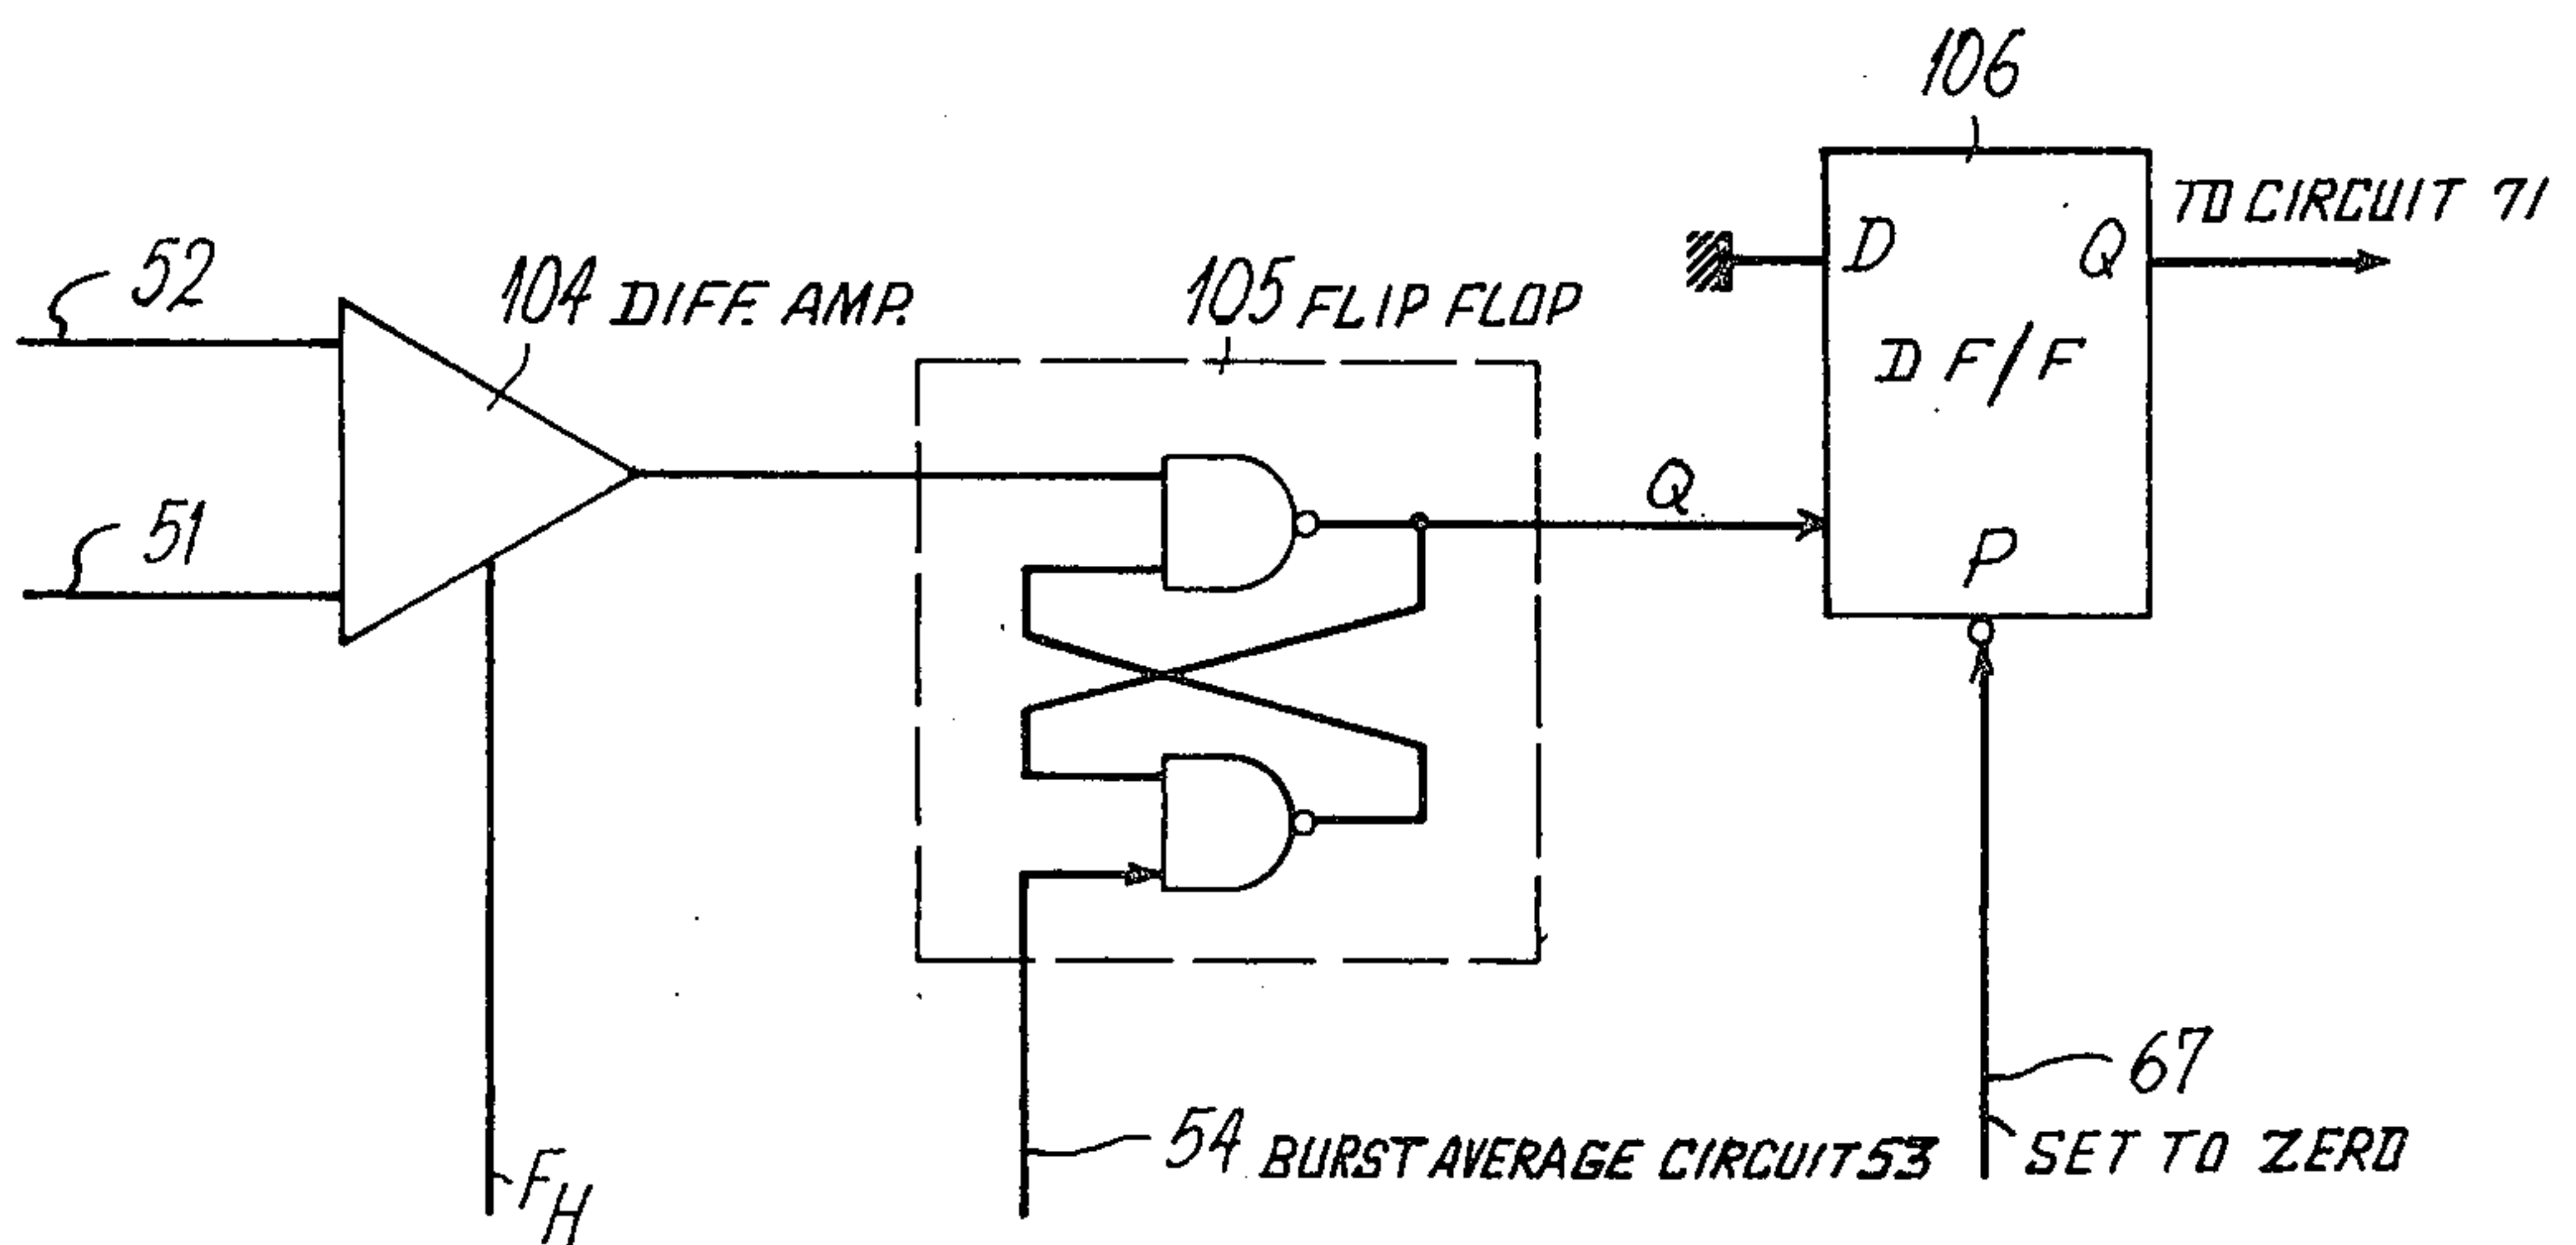 106
TO CIRCUIT 71
52
104 DIFF. AMP.
105 FLIP FLOP
D
Q
D F/F
51
Q
P
67
54 BURST AVERAGE CIRCUIT 53
SET TO ZERO
FH